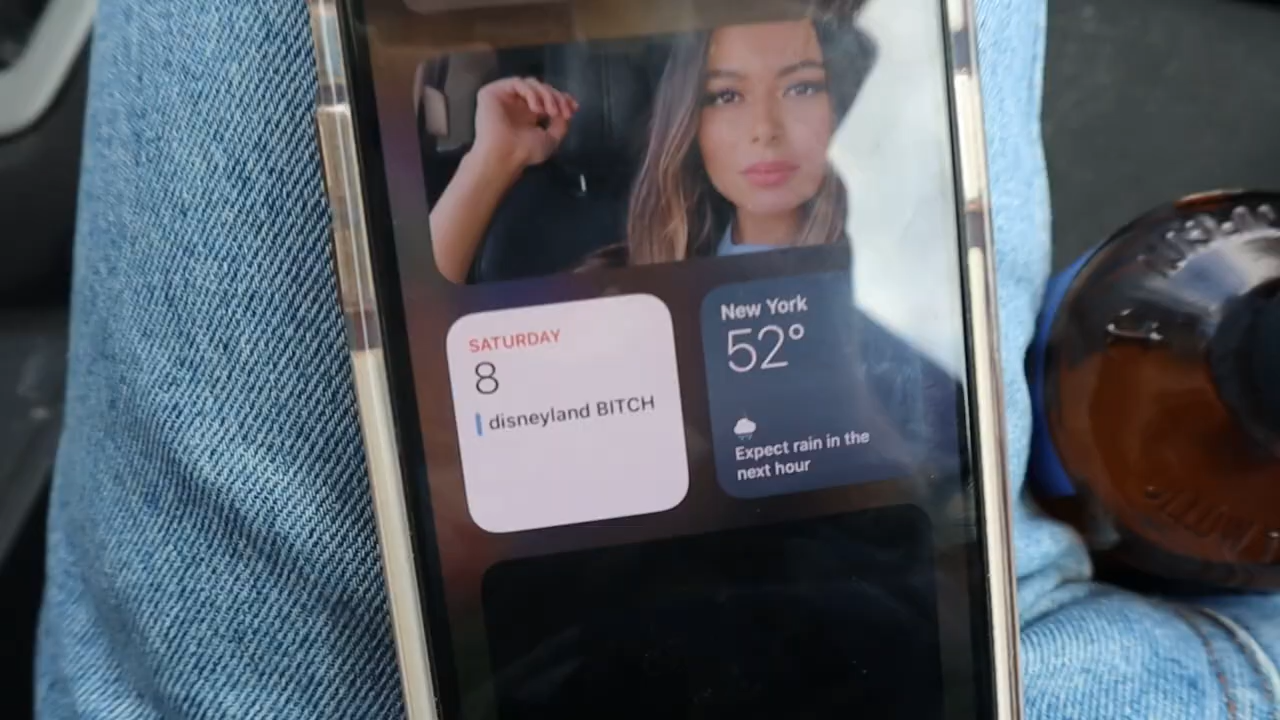 SATURDAY
8
disneyland BITCH
New York
52°
Expect rain in the
next hour